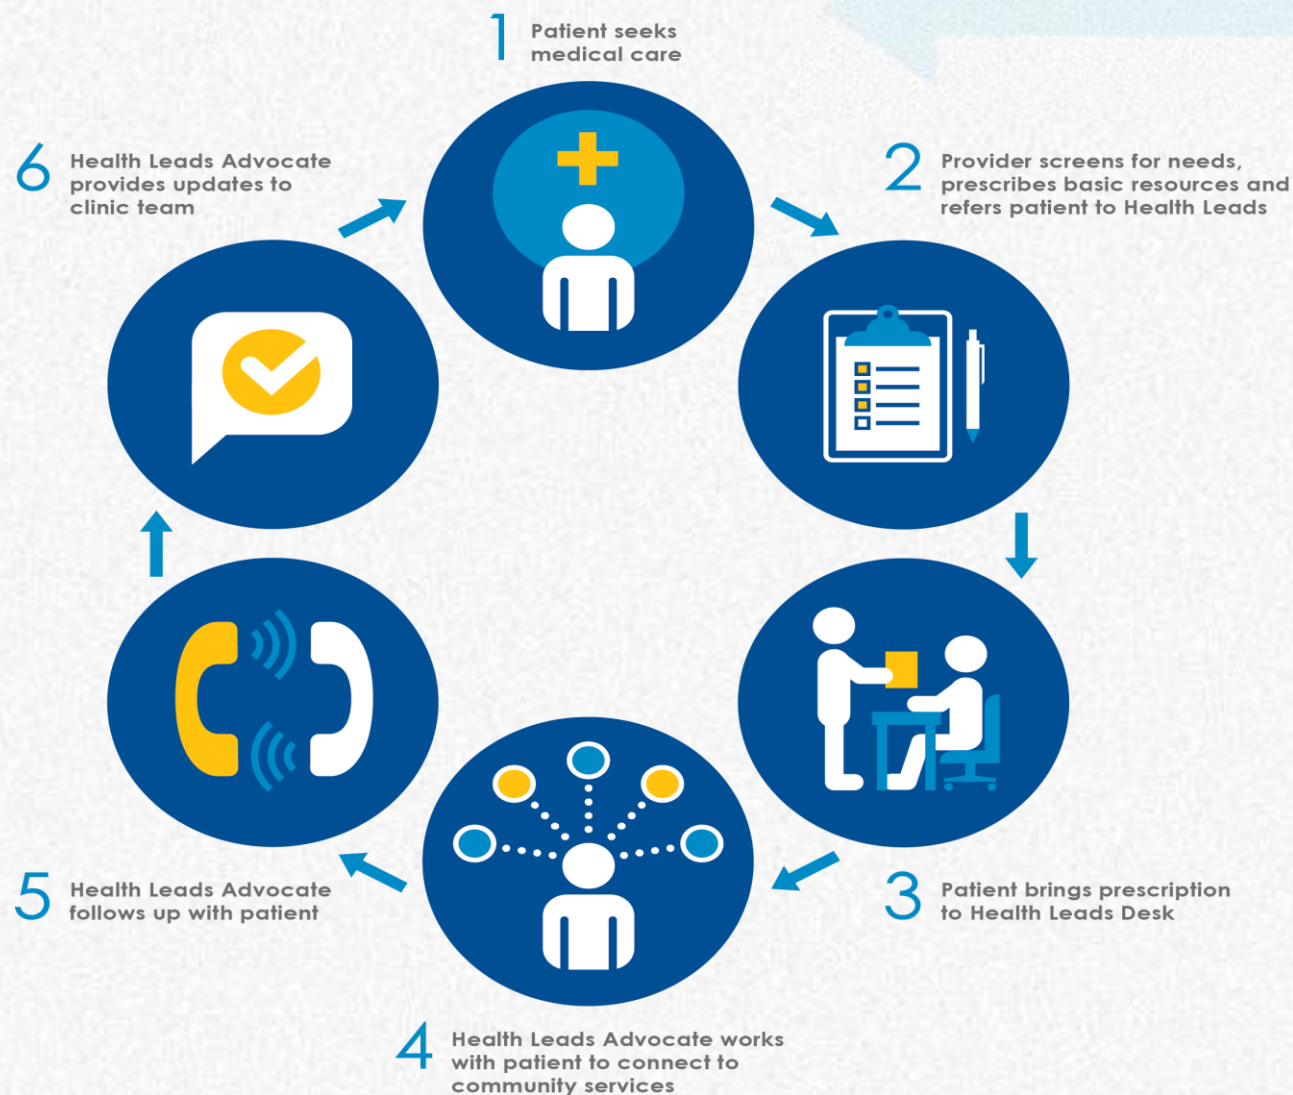 1
Patient seeks
medical care
2
Provider screens for needs,
prescribes basic resources and
refers patient to Health Leads
3
Patient brings prescription
to Health Leads Desk
4
Health Leads Advocate works
with patient to connect to
community services
5
Health Leads Advocate
follows up with patient
6
Health Leads Advocate
provides updates to
clinic team